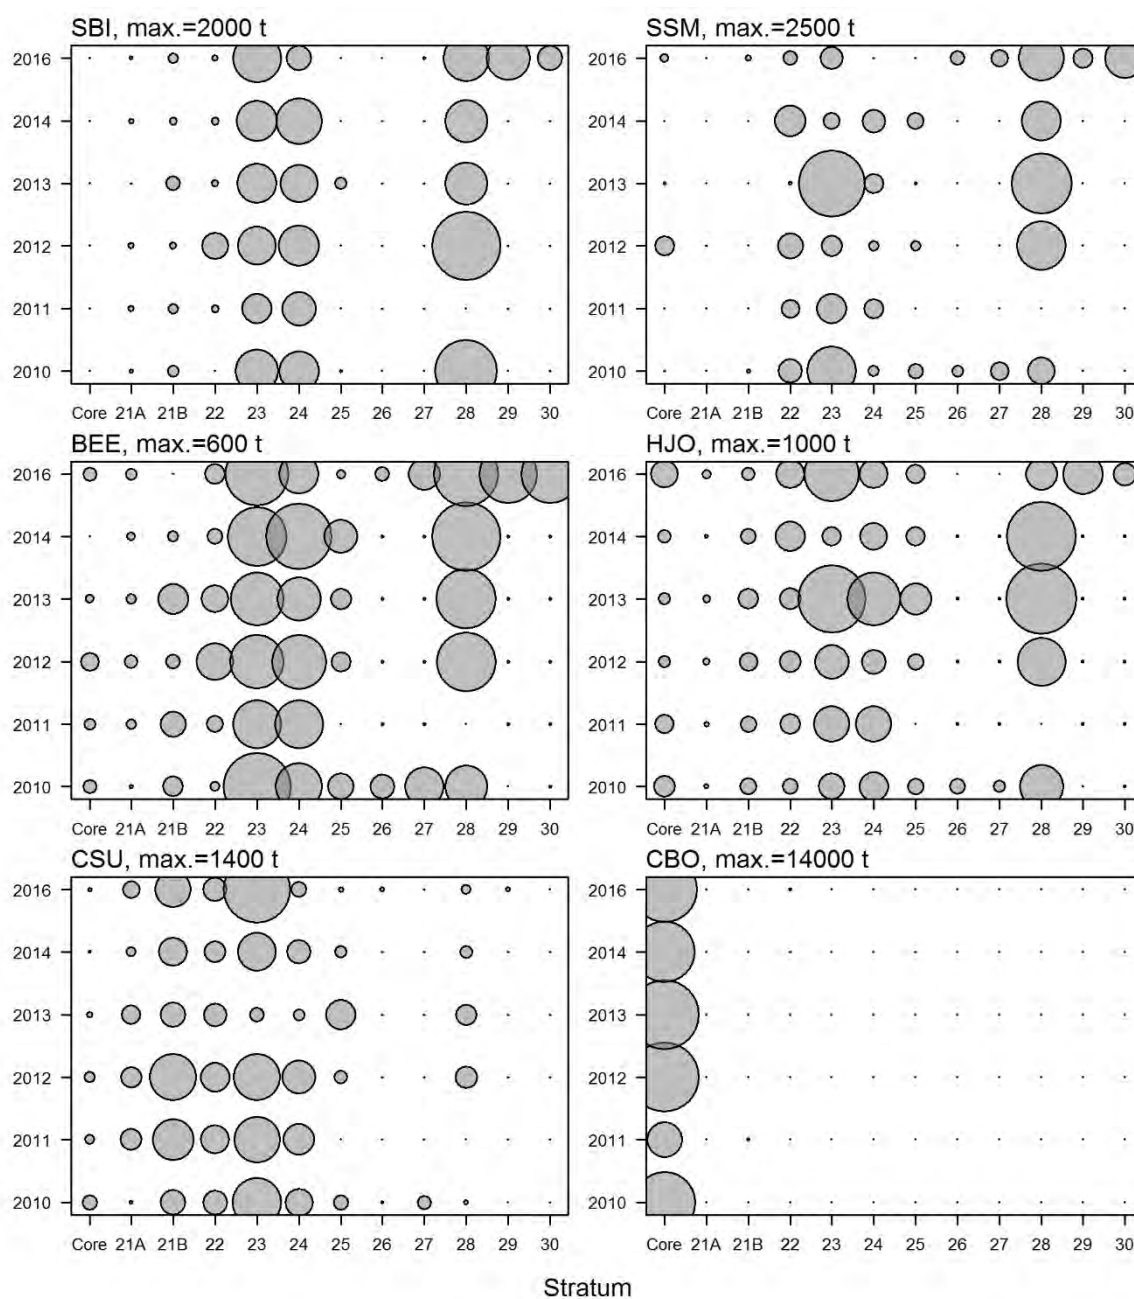 SBI, max.=2000 t
2016
2014
2013
2012
2011
2010
Core 21A 21B 22 23 24 25 26 27 28 29 30
SSM, max.=2500 t
2016
2014
2013
2012
2011
2010
Core 21A 21B 22 23 24 25 26 27 28 29 30
BEE, max.=600 t
2016
2014
2013
2012
2011
2010
Core 21A 21B 22 23 24 25 26 27 28 29 30
HJO, max.=1000 t
2016
2014
2013
2012
2011
2010
Core 21A 21B 22 23 24 25 26 27 28 29 30
CSU, max.=1400 t
2016
2014
2013
2012
2011
2010
Core 21A 21B 22 23 24 25 26 27 28 29 30
CBO, max.=14000 t
2016
2014
2013
2012
2011
2010
Core 21A 21B 22 23 24 25 26 27 28 29 30
Stratum